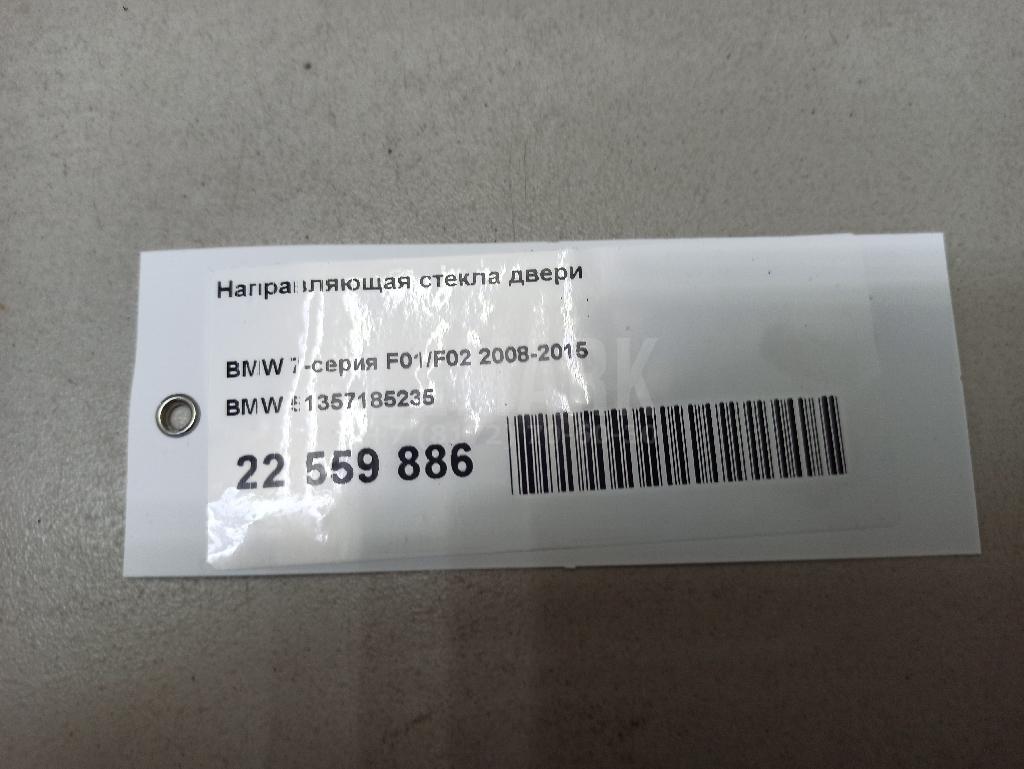 Направляющая стекла двери
BMW 7-серия F01/F02 2008-2015
BMW 51357185235
22 559 886